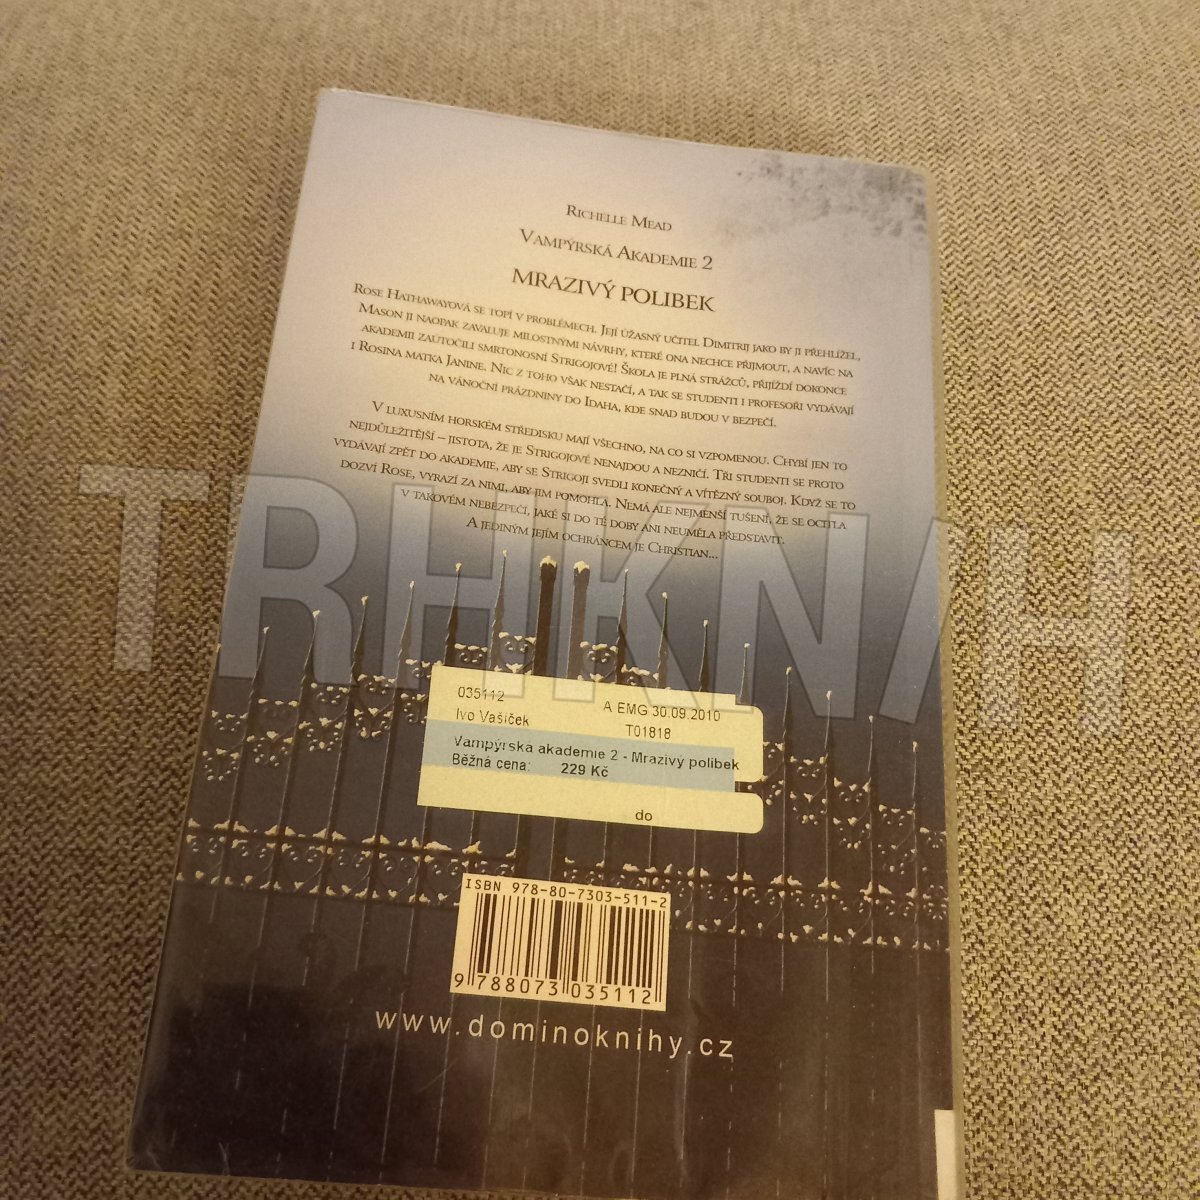 RICHELLE MEAD
VAMPÝRSKÁ AKADEMIE 2
MRAZIVÝ POLIBEK
ROSE HATHAWAYOVÁ SE TOPÍ V PROBLÉMECH. JEJÍ ÚŽASNÝ UČITEL DIMITRIJ JAKO BY JI PŘEHLÍŽEL,
MASON JI NAOPAK ZAVALUJE MILOSTNÝMI NÁVRHY, KTERÉ ONA NECHCE PŘIJMOUT, A NAVÍC NA
AKADEMII ZAÚTOČILI SMRTONOSNÍ STRIGOJOVÉ! ŠKOLA JE PLNÁ STRÁŽCŮ, PŘIJÍŽDÍ DOKONCE
I ROSINA MATKA JANINE. NIC Z TOHO VŠAK NESTAČÍ, A TAK SE STUDENTI I PROFESOŘI VYDÁVAJÍ
NA VÁNOČNÍ PRÁZDNINY DO IDAHA, KDE SNAD BUDOU V BEZPEČÍ.
V LUXUSNÍM HORSKÉM STŘEDISKU MAJÍ VŠECHNO, NA CO SI VZPOMENOU. CHYBÍ JEN TO
NEJDŮLEŽITĚJŠÍ – JISTOTA, ŽE JE STRIGOJOVÉ NENAJDOU A NEZNIČÍ. TŘI STUDENTI SE PROTO
VYDÁVAJÍ ZPĚT DO AKADEMIE, ABY SE STRIGOJI SVEDLI KONEČNÝ A VÍTĚZNÝ SOUBOJ. KDYŽ SE TO
DOZVÍ ROSE, VYRAZÍ ZA NIMI, ABY JIM POMOHLA. NEMÁ ALE NEJMENŠÍ TUŠENÍ, ŽE SE OCITLA
V TAKOVÉM NEBEZPEČÍ, JAKÉ SI DO TÉ DOBY ANI NEUMĚLA PŘEDSTAVIT.
A JEDINÝM JEJÍM OCHRÁNCEM JE CHRISTIAN...
TRHKNIH
035112 A EMG 30.09.2010
Ivo Vašíček T01818
Vampýrská akademie 2 - Mrazivý polibek
Běžná cena: 229 Kč
do
ISBN 978-80-7303-511-2
9 788073 035112
www.dominoknihy.cz